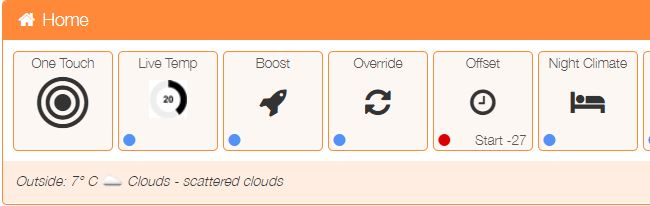 Home
One Touch
Live Temp
Boost
Override
Offset
Night Climate
20
Start -27
Outside: 7° C Clouds - scattered clouds